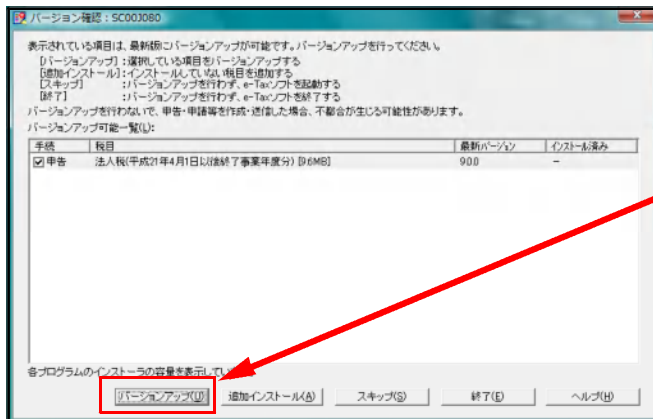 バージョン確認：SC00J080
表示されている項目は、最新版にバージョンアップが可能です。バージョンアップを行ってください。
[バージョンアップ]：選択している項目をバージョンアップする
[追加インストール]：インストールしていない税目を追加する
[スキップ]　　　　：バージョンアップを行わず、e-Taxソフトを起動する
[終了]　　　　　　：バージョンアップを行わず、e-Taxソフトを終了する
バージョンアップを行わないで、申告・申請等を作成・送信した場合、不都合が生じる可能性があります。
バージョンアップ可能一覧(L):
手続 税目 最新バージョン インストール済み
申告 法人税(平成21年4月1日以後終了事業年度分) [9.6MB] 9.0.0 -
各プログラムのインストーラの容量を表示してい
バージョンアップ(U) 追加インストール(A) スキップ(S) 終了(E) ヘルプ(H)